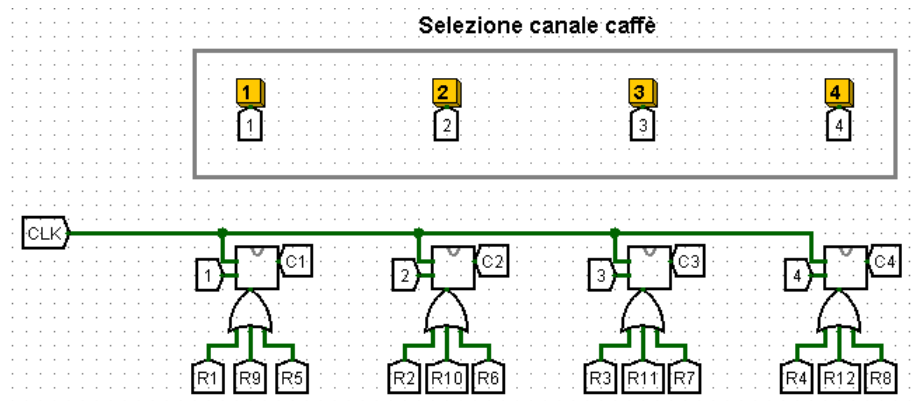 Selezione canale caffè
1 2 3 4
1 2 3 4
CLK
C1 C2 C3 C4
1 2 3 4
R1 R9 R5 R2 R10 R6 R3 R11 R7 R4 R12 R8